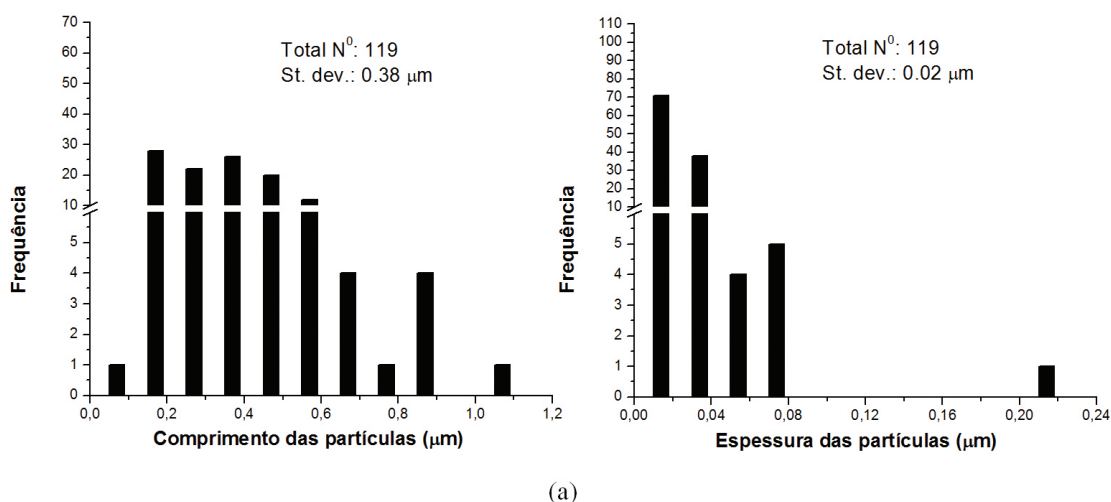 Total N⁰: 119
St. dev.: 0.38 μm
Frequência
70
60
50
40
30
20
10
5
4
3
2
1
0
0,0 0,2 0,4 0,6 0,8 1,0 1,2
Comprimento das partículas (μm)
Total N⁰: 119
St. dev.: 0.02 μm
Frequência
110
100
90
80
70
60
50
40
30
20
10
5
4
3
2
1
0
0,00 0,04 0,08 0,12 0,16 0,20 0,24
Espessura das partículas (μm)
(a)